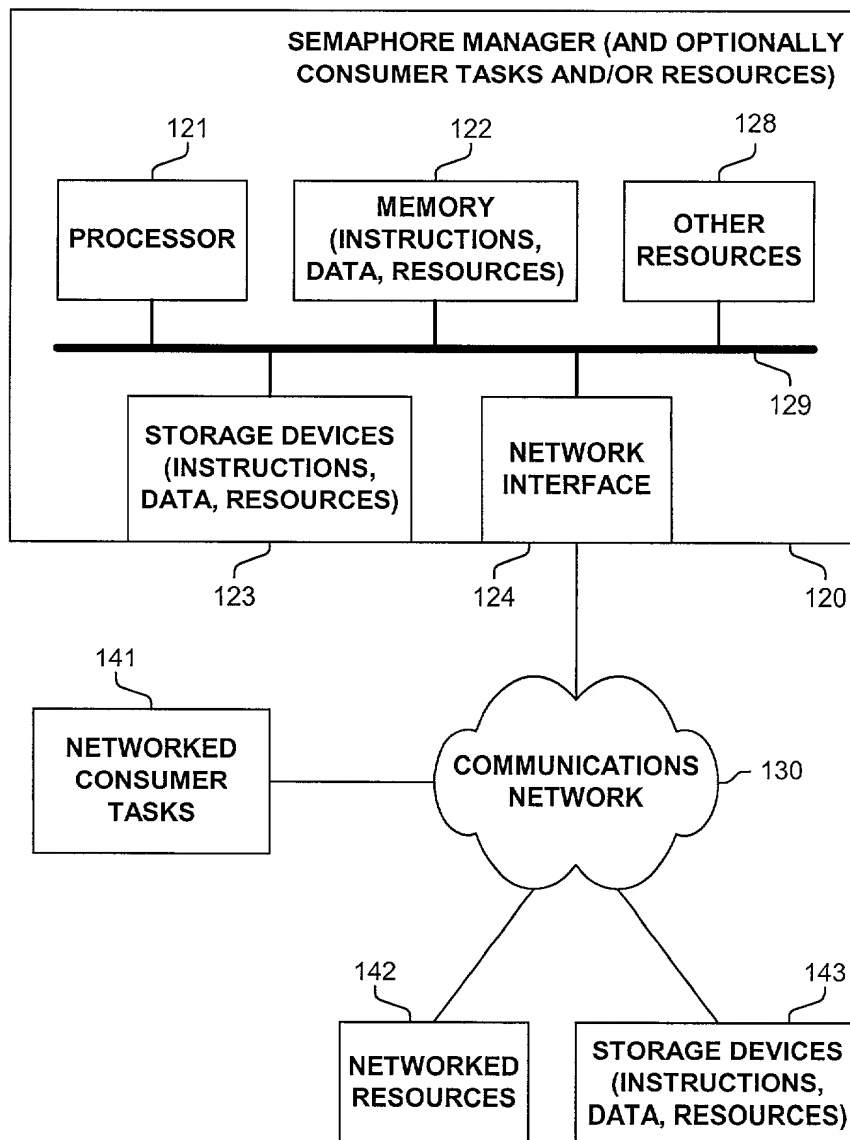 SEMAPHORE MANAGER (AND OPTIONALLY
CONSUMER TASKS AND/OR RESOURCES)
121
122
128
PROCESSOR
MEMORY
(INSTRUCTIONS,
DATA, RESOURCES)
OTHER
RESOURCES
129
STORAGE DEVICES
(INSTRUCTIONS,
DATA, RESOURCES)
NETWORK
INTERFACE
123
124
120
141
NETWORKED
CONSUMER
TASKS
COMMUNICATIONS
NETWORK
130
142
143
NETWORKED
RESOURCES
STORAGE DEVICES
(INSTRUCTIONS,
DATA, RESOURCES)